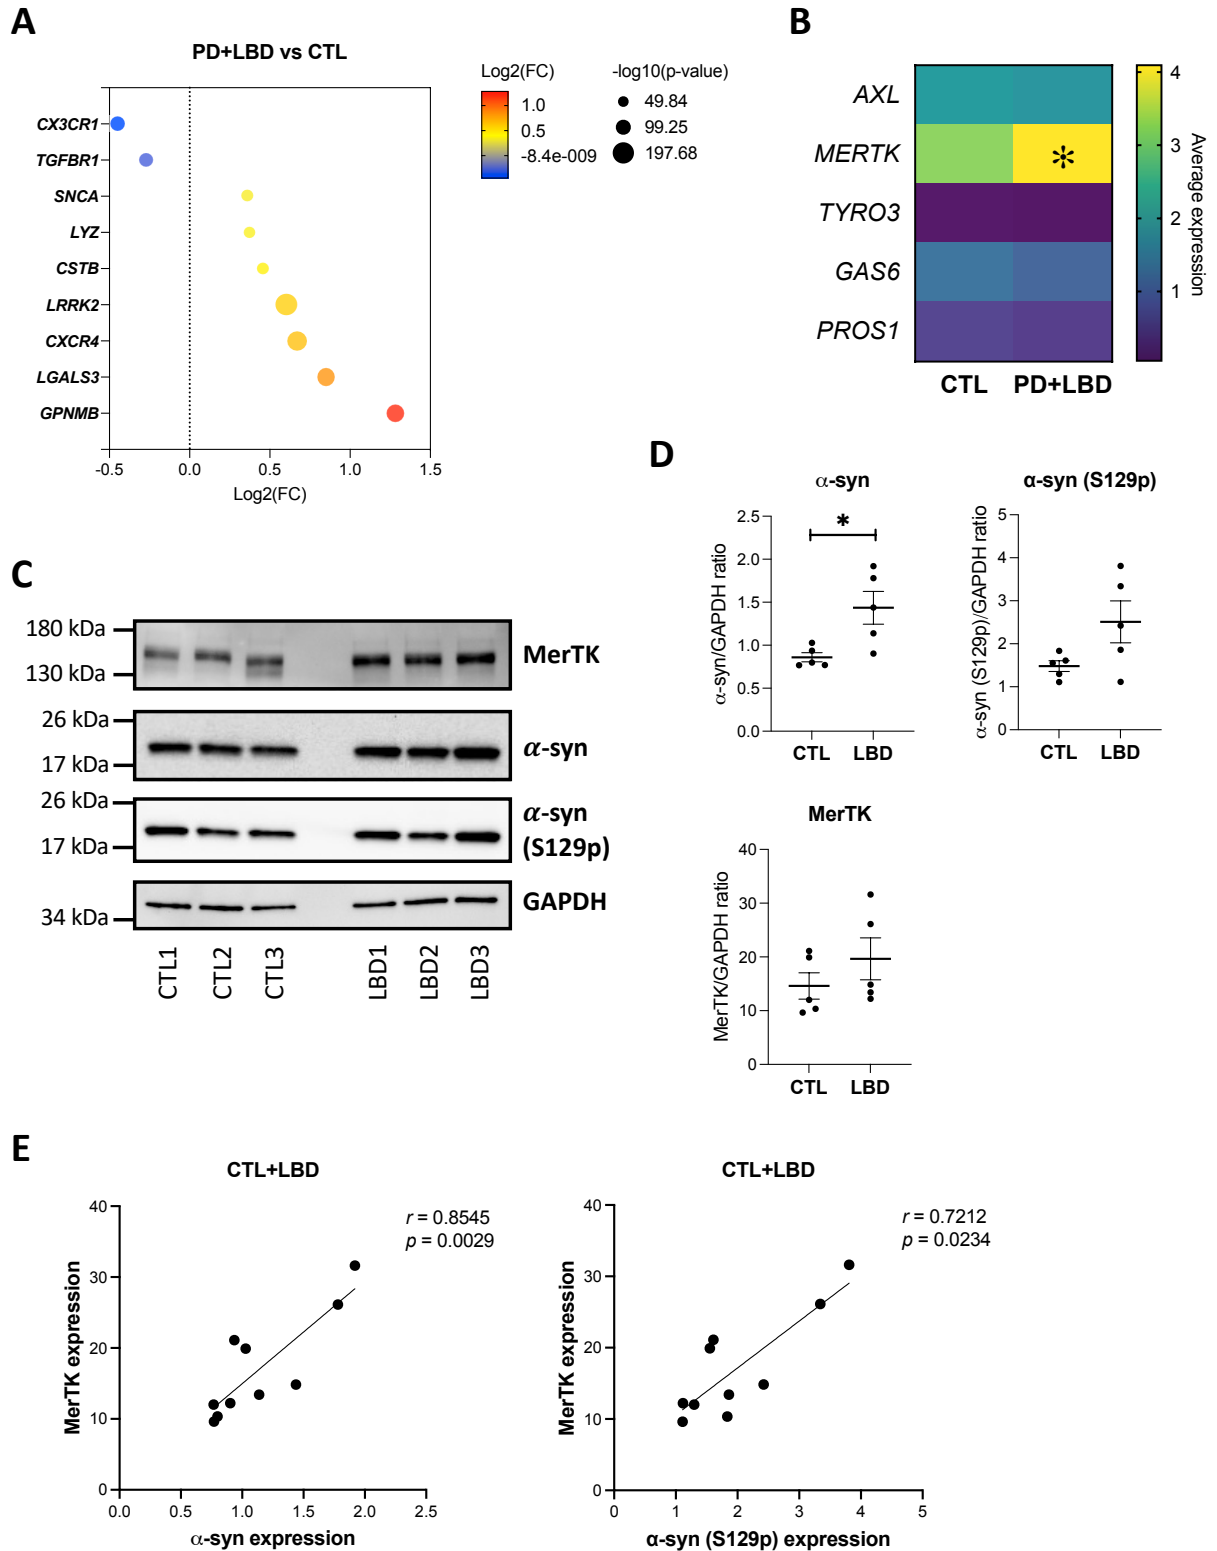 A
PD+LBD vs CTL
CX3CR1
TGFBR1
SNCA
LYZ
CSTB
LRRK2
CXCR4
LGALS3
GPNMB
-0.5 0.0 0.5 1.0 1.5
Log2(FC)
Log2(FC)
1.0
0.5
-8.4e-009
-log10(p-value)
49.84
99.25
197.68
B
AXL
MERTK
TYRO3
GAS6
PROS1
*
CTL PD+LBD
4
3
2
1
Average expression
C
180 kDa
130 kDa
MerTK
26 kDa
17 kDa
α-syn
26 kDa
17 kDa
α-syn
(S129p)
34 kDa
GAPDH
CTL1 CTL2 CTL3 LBD1 LBD2 LBD3
D
α-syn
α-syn/GAPDH ratio
2.5
2.0
1.5
1.0
0.5
0.0
*
CTL LBD
α-syn (S129p)
α-syn (S129p)/GAPDH ratio
5
4
3
2
1
0
CTL LBD
MerTK
MerTK/GAPDH ratio
40
30
20
10
0
CTL LBD
E
CTL+LBD
r = 0.8545
p = 0.0029
MerTK expression
40
30
20
10
0
0.0 0.5 1.0 1.5 2.0 2.5
α-syn expression
CTL+LBD
r = 0.7212
p = 0.0234
MerTK expression
40
30
20
10
0
0 1 2 3 4 5
α-syn (S129p) expression